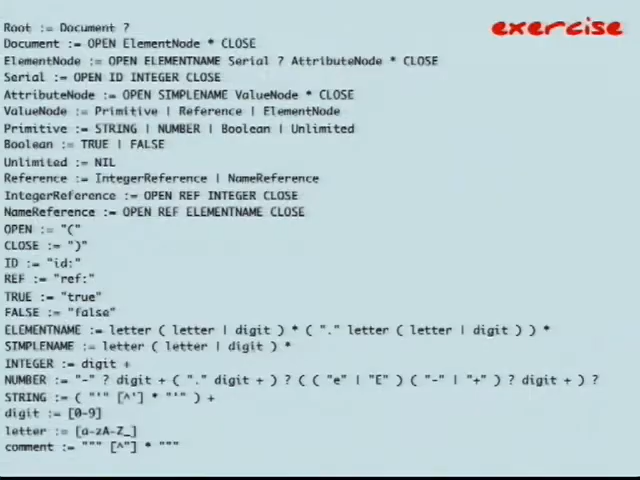 exercise
Root := Document ?
Document := OPEN ElementNode * CLOSE
ElementNode := OPEN ELEMENTNAME Serial ? AttributeNode * CLOSE
Serial := OPEN ID INTEGER CLOSE
AttributeNode := OPEN SIMPLENAME ValueNode * CLOSE
ValueNode := Primitive | Reference | ElementNode
Primitive := STRING | NUMBER | Boolean | Unlimited
Boolean := TRUE | FALSE
Unlimited := NIL
Reference := IntegerReference | NameReference
IntegerReference := OPEN REF INTEGER CLOSE
NameReference := OPEN REF ELEMENTNAME CLOSE
OPEN := "("
CLOSE := ")"
ID := "id:"
REF := "ref:"
TRUE := "true"
FALSE := "false"
ELEMENTNAME := letter ( letter | digit ) * ( "." letter ( letter | digit ) ) *
SIMPLENAME := letter ( letter | digit ) *
INTEGER := digit +
NUMBER := "-" ? digit + ( "." digit + ) ? ( ( "e" | "E" ) ( "-" | "+" ) ? digit + ) ?
STRING := ( "'" [^'] * "'" ) +
digit := [0-9]
letter := [a-zA-Z_]
comment := """ [^"] * """